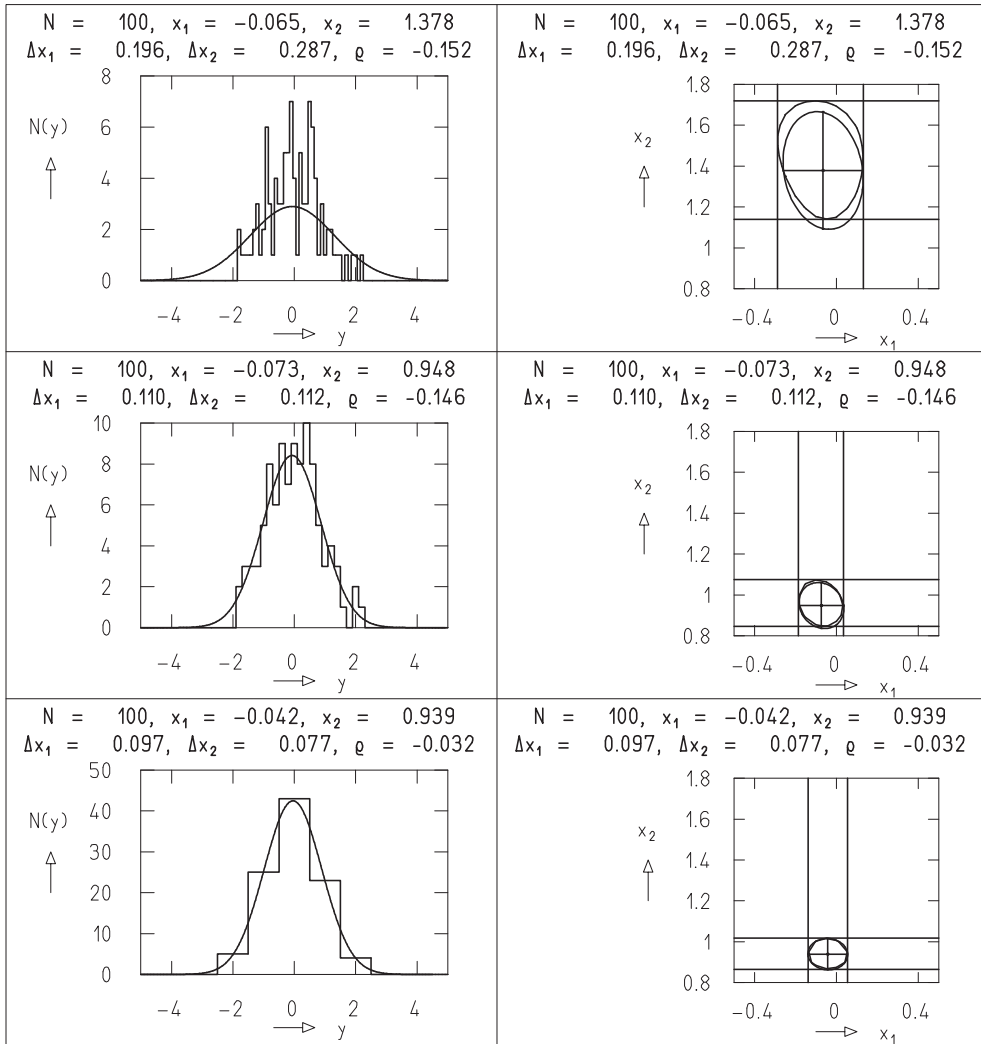 N = 100, x₁ = −0.065, x₂ = 1.378
Δx₁ = 0.196, Δx₂ = 0.287, ϱ = −0.152
8
N(y)
6
4
2
0
−4 −2 0 2 4
y
N = 100, x₁ = −0.065, x₂ = 1.378
Δx₁ = 0.196, Δx₂ = 0.287, ϱ = −0.152
1.8
x₂
1.6
1.4
1.2
1
0.8
−0.4 0 0.4
x₁
N = 100, x₁ = −0.073, x₂ = 0.948
Δx₁ = 0.110, Δx₂ = 0.112, ϱ = −0.146
10
N(y)
8
6
4
2
0
−4 −2 0 2 4
y
N = 100, x₁ = −0.073, x₂ = 0.948
Δx₁ = 0.110, Δx₂ = 0.112, ϱ = −0.146
1.8
x₂
1.6
1.4
1.2
1
0.8
−0.4 0 0.4
x₁
N = 100, x₁ = −0.042, x₂ = 0.939
Δx₁ = 0.097, Δx₂ = 0.077, ϱ = −0.032
50
N(y)
40
30
20
10
0
−4 −2 0 2 4
y
N = 100, x₁ = −0.042, x₂ = 0.939
Δx₁ = 0.097, Δx₂ = 0.077, ϱ = −0.032
1.8
x₂
1.6
1.4
1.2
1
0.8
−0.4 0 0.4
x₁